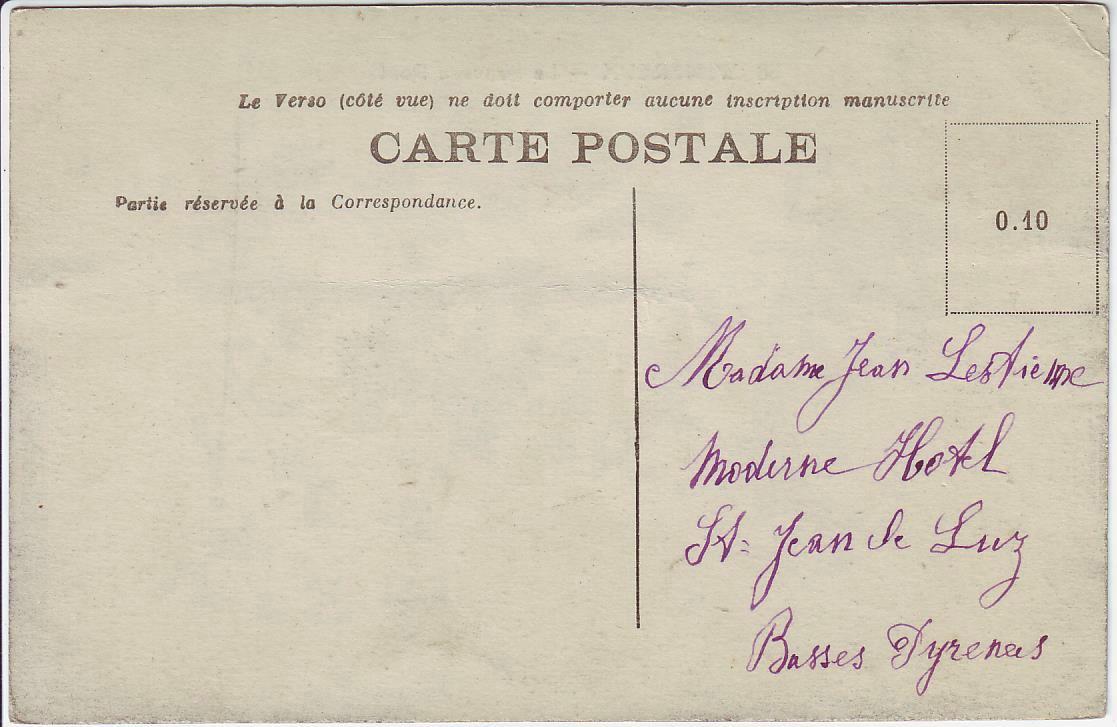 Le Verso (côté vue) ne doit comporter aucune inscription manuscrite
CARTE POSTALE
Partie réservée à la Correspondance.
0.10
Madame Jean Lestienne
Moderne Hotel
St. Jean de Luz
Basses Pyrenees